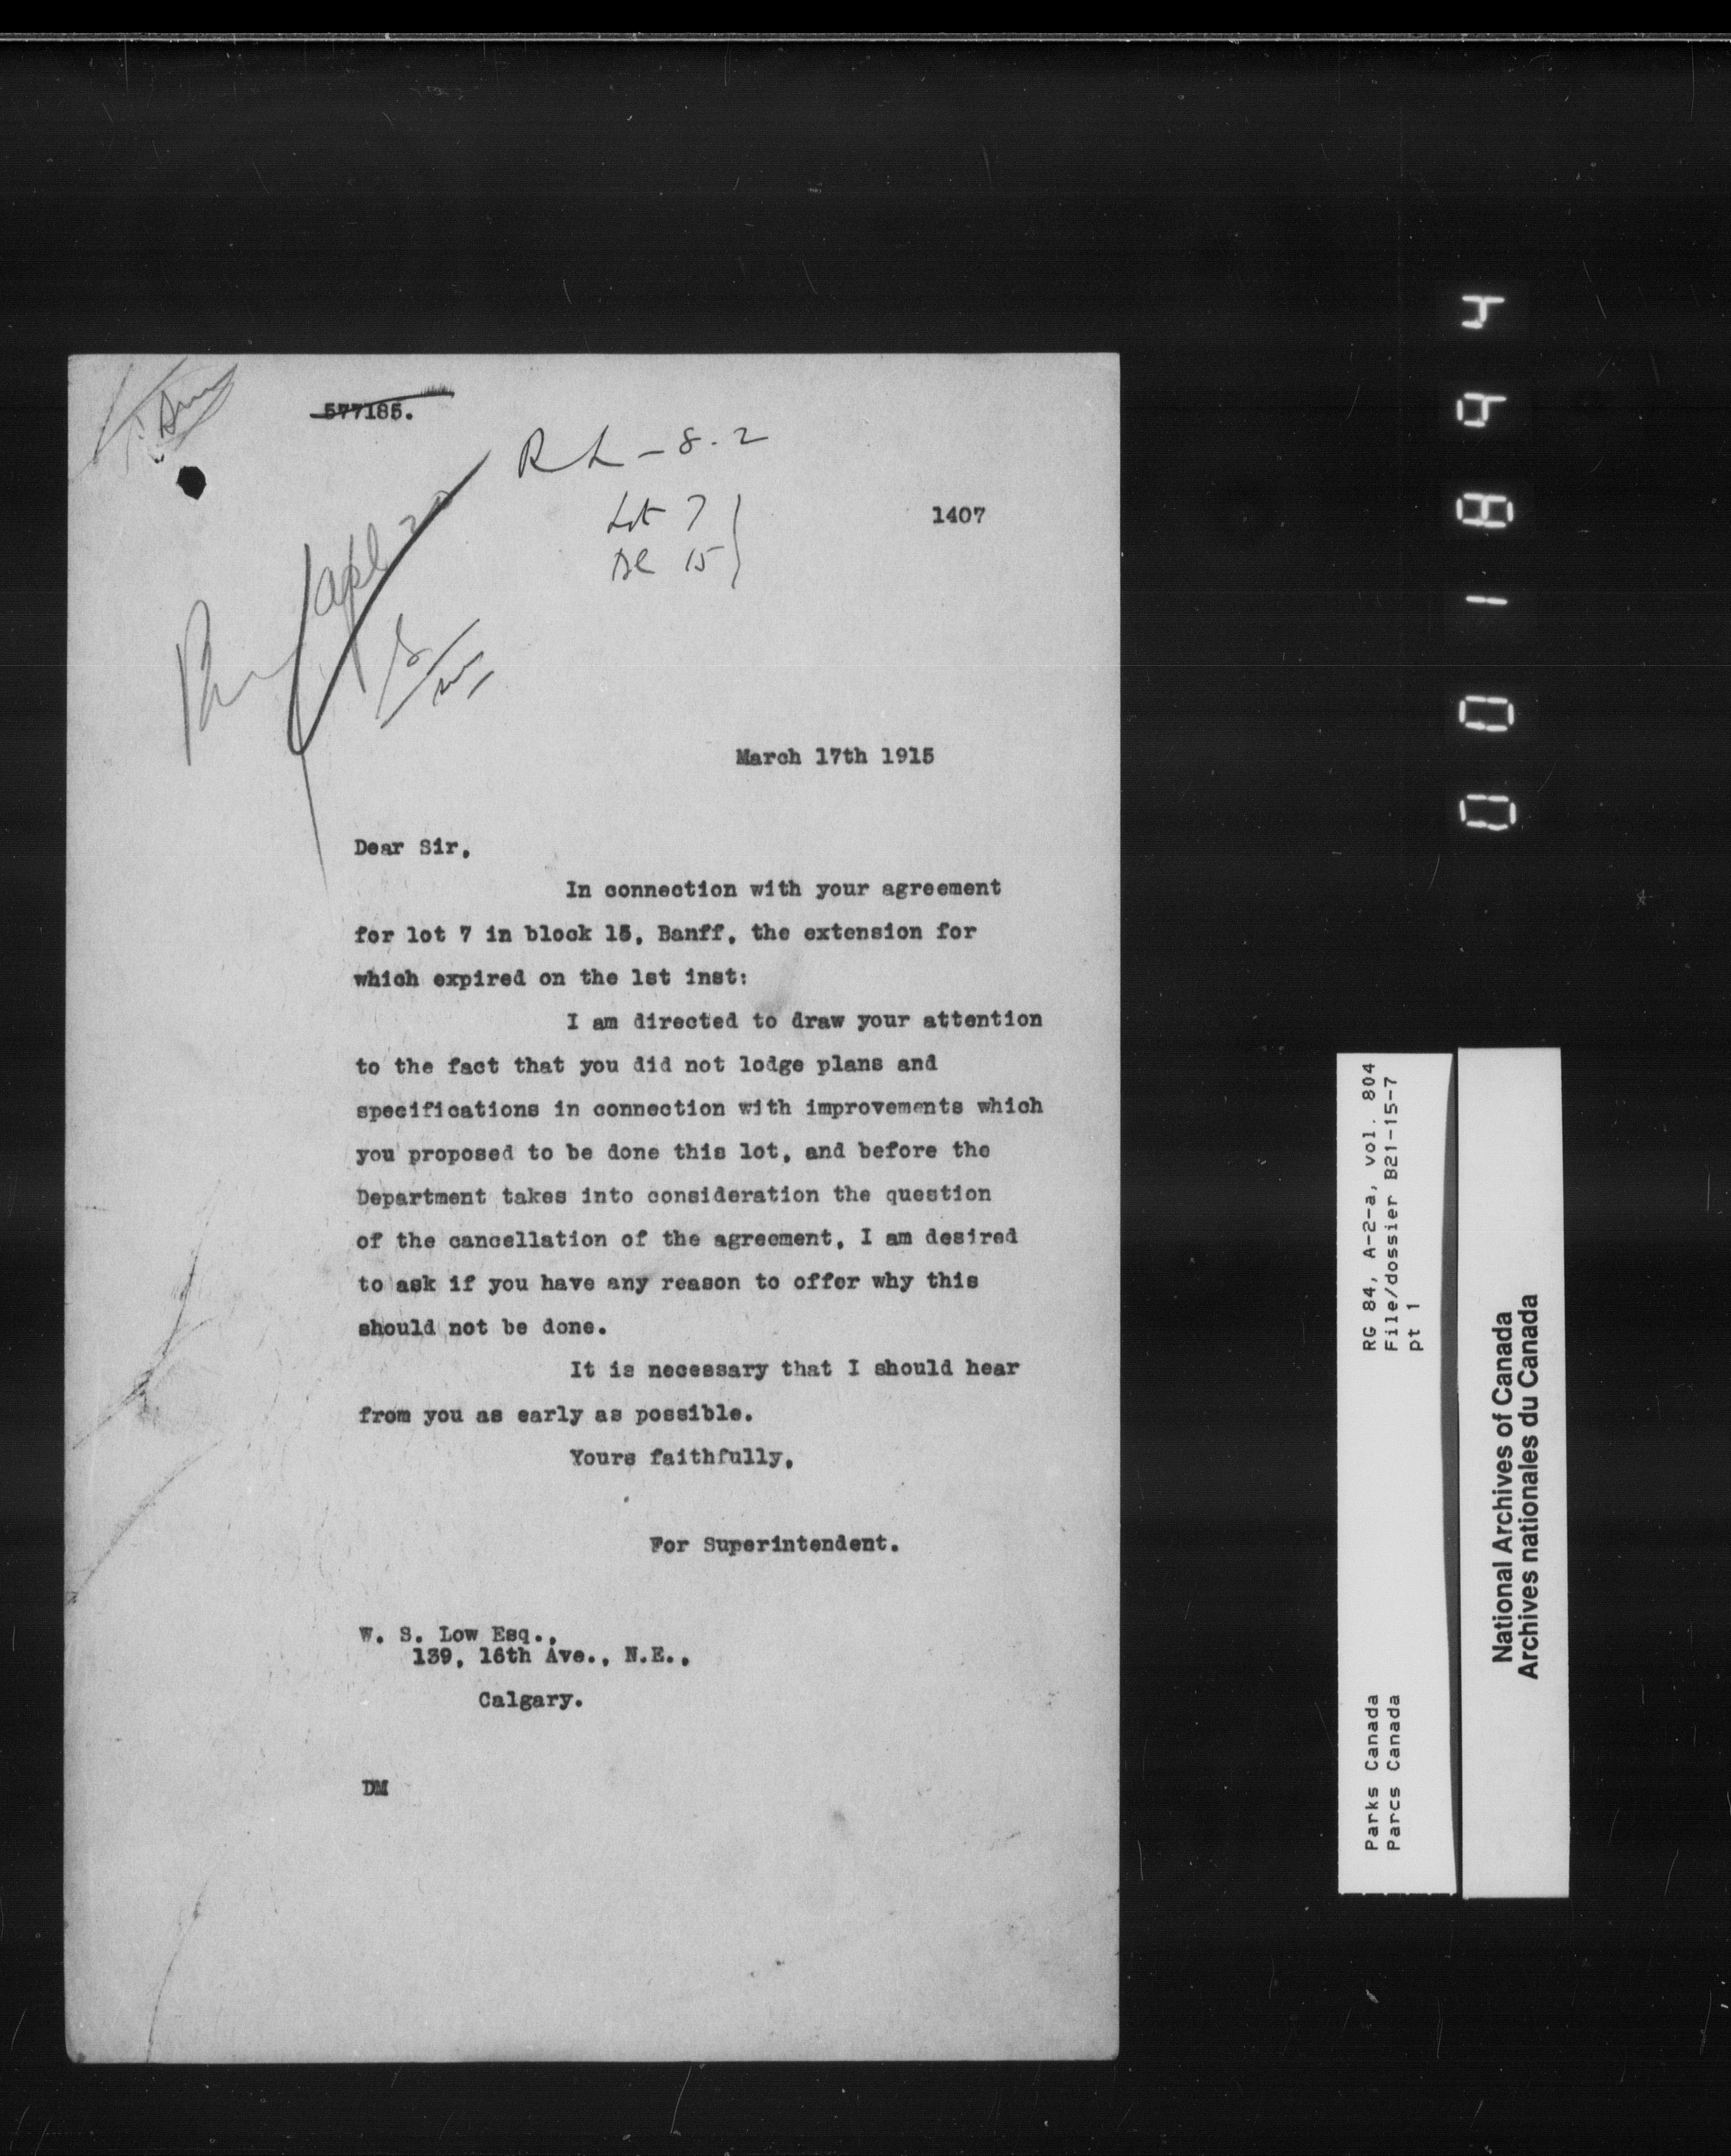 577185.
R L - 8.2
Lot 7
Bl 15
1407
March 17th 1915
Dear Sir,
In connection with your agreement
for lot 7 in block 15, Banff, the extension for
which expired on the 1st inst:
I am directed to draw your attention
to the fact that you did not lodge plans and
specifications in connection with improvements which
you proposed to be done this lot, and before the
Department takes into consideration the question
of the cancellation of the agreement, I am desired
to ask if you have any reason to offer why this
should not be done.
It is necessary that I should hear
from you as early as possible.
Yours faithfully,
For Superintendent.
W. S. Low Esq.,
139, 16th Ave., N.E.,
Calgary.
DM
RG 84, A-2-a, vol. 804
File/dossier B21-15-7
pt 1
Parks Canada
Parcs Canada
National Archives of Canada
Archives nationales du Canada